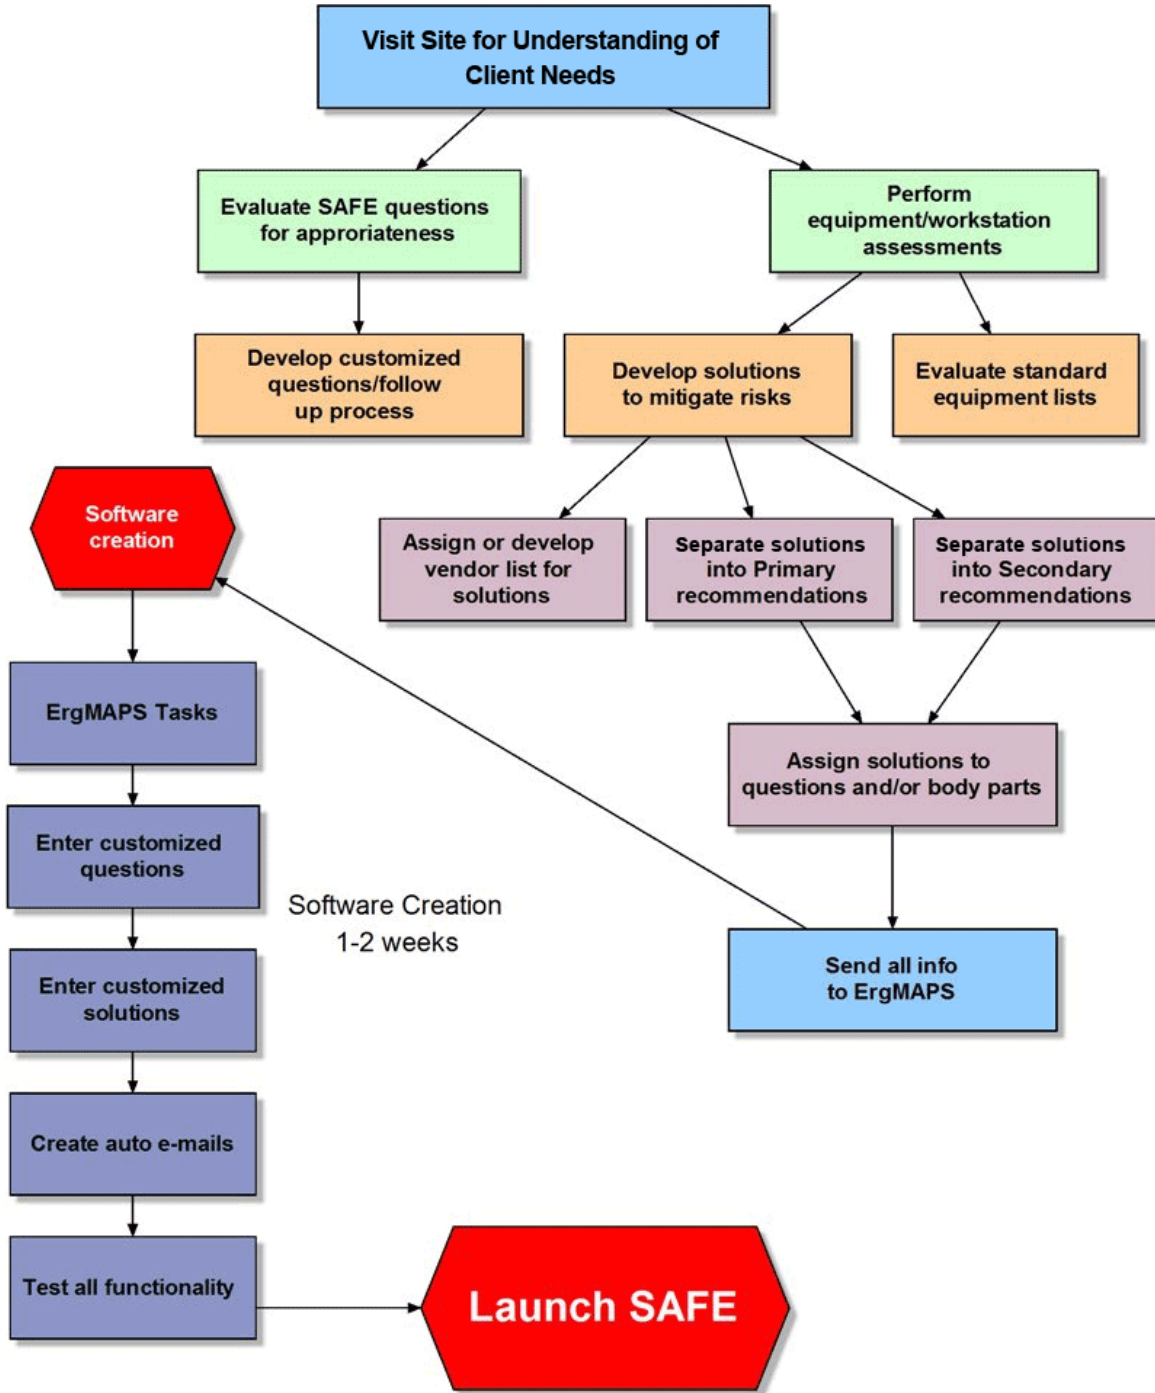 Visit Site for Understanding of
Client Needs
Evaluate SAFE questions
for approriateness
Perform
equipment/workstation
assessments
Develop customized
questions/follow
up process
Develop solutions
to mitigate risks
Evaluate standard
equipment lists
Software
creation
Assign or develop
vendor list for
solutions
Separate solutions
into Primary
recommendations
Separate solutions
into Secondary
recommendations
ErgMAPS Tasks
Assign solutions to
questions and/or body parts
Enter customized
questions
Software Creation
1-2 weeks
Send all info
to ErgMAPS
Enter customized
solutions
Create auto e-mails
Test all functionality
Launch SAFE